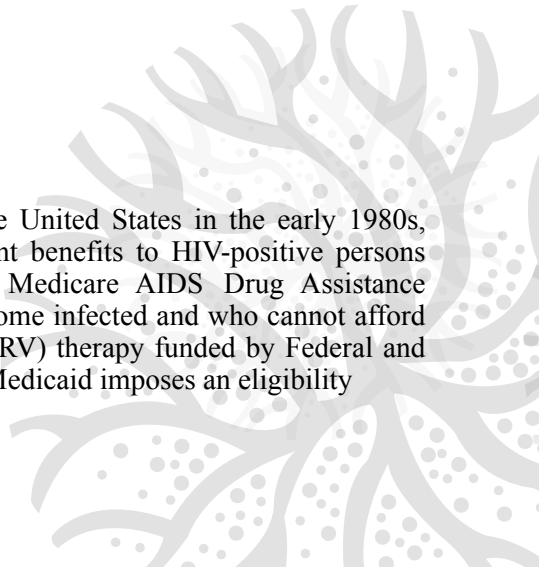 e United States in the early 1980s,
nt benefits to HIV-positive persons
Medicare AIDS Drug Assistance
ome infected and who cannot afford
RV) therapy funded by Federal and
Medicaid imposes an eligibility